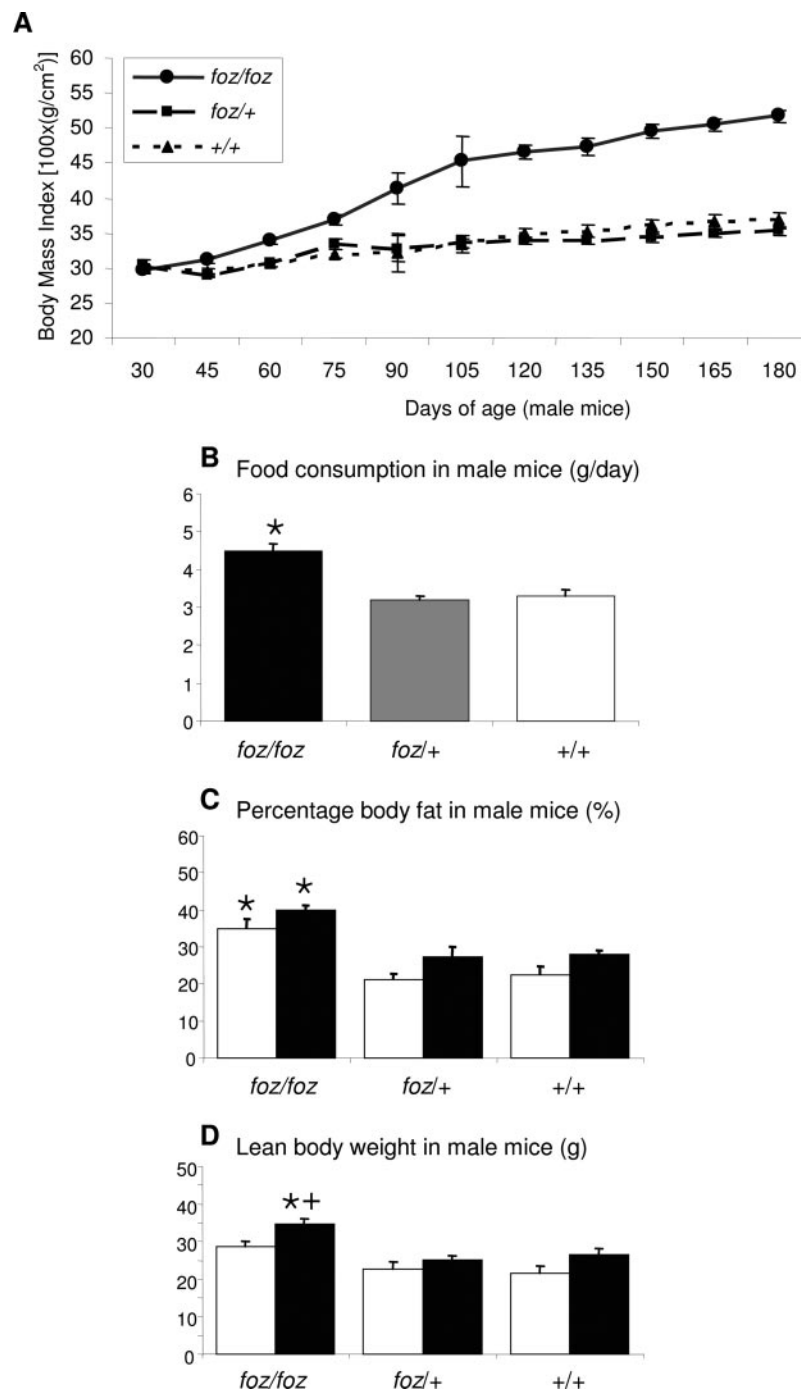 A
Body Mass Index [100x(g/cm²)]
60
55
50
45
40
35
30
25
20
foz/foz
foz/+
+/+
30 45 60 75 90 105 120 135 150 165 180
Days of age (male mice)
B Food consumption in male mice (g/day)
6
5
4
3
2
1
0
*
foz/foz foz/+ +/+
C Percentage body fat in male mice (%)
60
50
40
30
20
10
0
* *
foz/foz foz/+ +/+
D Lean body weight in male mice (g)
50
40
30
20
10
0
*+
foz/foz foz/+ +/+